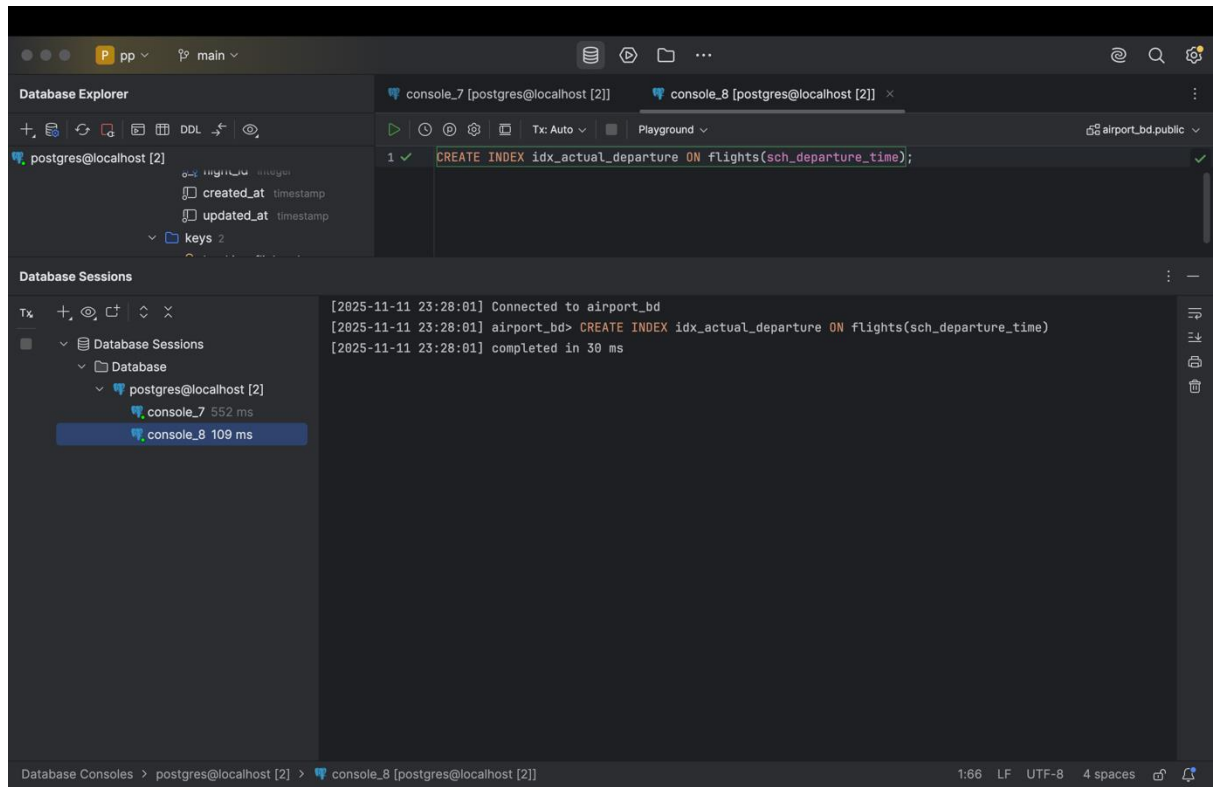 P pp main
Database Explorer
console_7 [postgres@localhost [2]] console_8 [postgres@localhost [2]]
DDL
Tx: Auto Playground airport_bd.public
postgres@localhost [2]
1 CREATE INDEX idx_actual_departure ON flights(sch_departure_time);
created_at timestamp
updated_at timestamp
keys 2
Database Sessions
Tx
[2025-11-11 23:28:01] Connected to airport_bd
[2025-11-11 23:28:01] airport_bd> CREATE INDEX idx_actual_departure ON flights(sch_departure_time)
[2025-11-11 23:28:01] completed in 30 ms
Database Sessions
Database
postgres@localhost [2]
console_7 552 ms
console_8 109 ms
Database Consoles > postgres@localhost [2] > console_8 [postgres@localhost [2]]
1:66 LF UTF-8 4 spaces